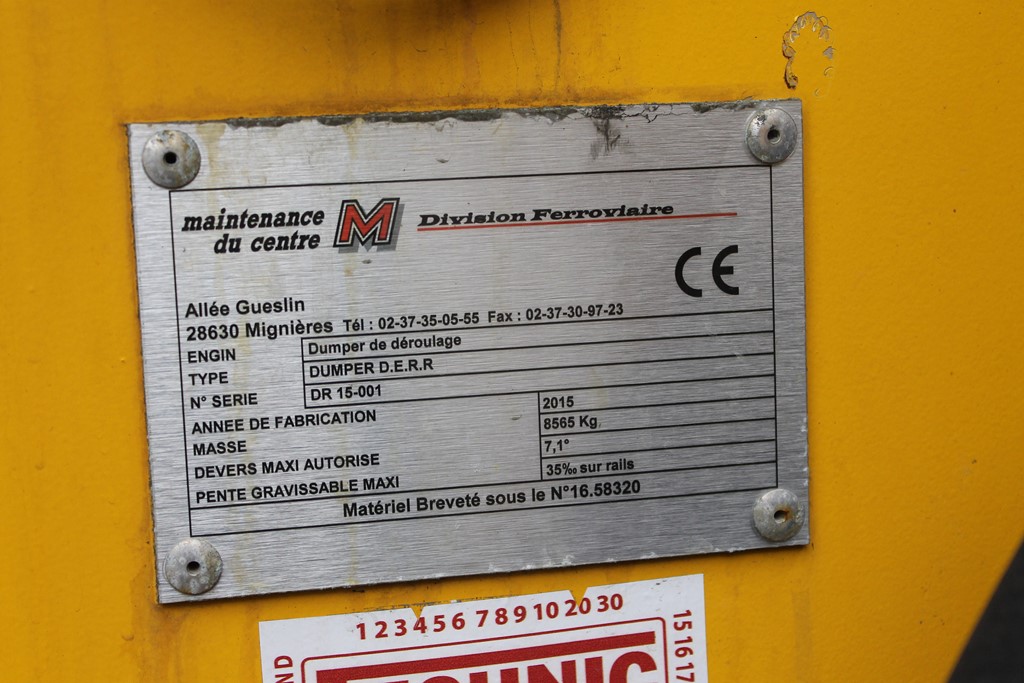 maintenance
du centre
M
Division Ferroviaire
CE
Allée Gueslin
28630 Mignières Tél : 02-37-35-05-55 Fax : 02-37-30-97-23
ENGIN Dumper de déroulage
TYPE DUMPER D.E.R.R
N° SERIE DR 15-001
ANNEE DE FABRICATION 2015
MASSE 8565 Kg
DEVERS MAXI AUTORISE 7,1°
PENTE GRAVISSABLE MAXI 35‰ sur rails
Matériel Breveté sous le N°16.58320
1 2 3 4 5 6 7 8 9 10 20 30
15 16 17